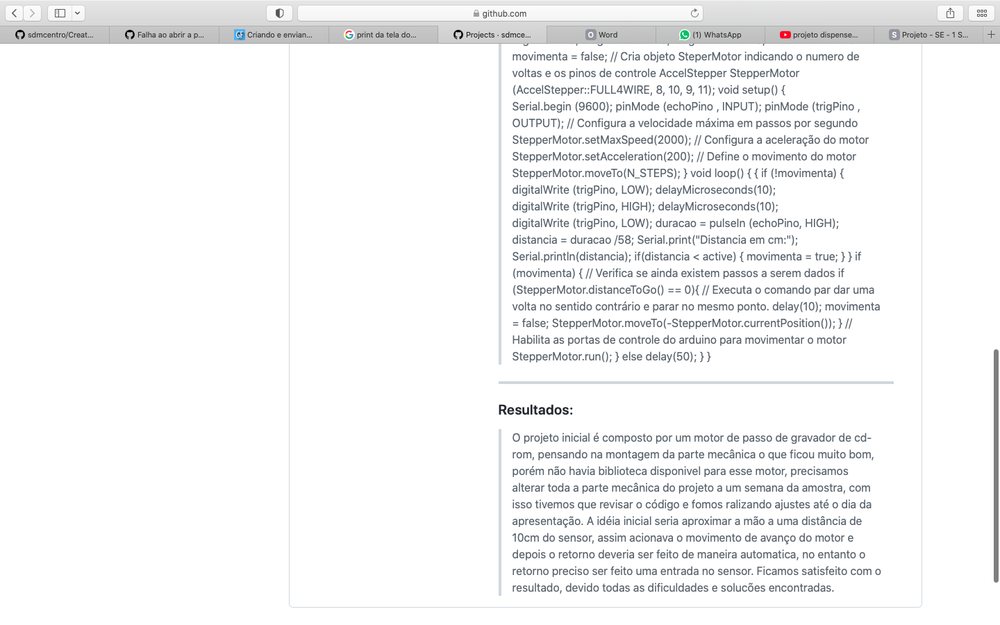 github.com
sdmcentro/Creat...
Falha ao abrir a p...
GF
Criando e envian...
G
print da tela do...
Projects · sdmce...
O
Word
(1) WhatsApp
projeto dispense...
S
Projeto - SE - 1 S...
movimenta = false; // Cria objeto SteperMotor indicando o numero de
voltas e os pinos de controle AccelStepper StepperMotor
(AccelStepper::FULL4WIRE, 8, 10, 9, 11); void setup() {
Serial.begin (9600); pinMode (echoPino , INPUT); pinMode (trigPino ,
OUTPUT); // Configura a velocidade máxima em passos por segundo
StepperMotor.setMaxSpeed(2000); // Configura a aceleração do motor
StepperMotor.setAcceleration(200); // Define o movimento do motor
StepperMotor.moveTo(N_STEPS); } void loop() { { if (!movimenta) {
digitalWrite (trigPino, LOW); delayMicroseconds(10);
digitalWrite (trigPino, HIGH); delayMicroseconds(10);
digitalWrite (trigPino, LOW); duracao = pulseIn (echoPino, HIGH);
distancia = duracao /58; Serial.print("Distancia em cm:");
Serial.println(distancia); if(distancia < active) { movimenta = true; } } if
(movimenta) { // Verifica se ainda existem passos a serem dados if
(StepperMotor.distanceToGo() == 0){ // Executa o comando par dar uma
volta no sentido contrário e parar no mesmo ponto. delay(10); movimenta
= false; StepperMotor.moveTo(-StepperMotor.currentPosition()); } //
Habilita as portas de controle do arduino para movimentar o motor
StepperMotor.run(); } else delay(50); } }
Resultados:
O projeto inicial é composto por um motor de passo de gravador de cd-
rom, pensando na montagem da parte mecânica o que ficou muito bom,
porém não havia biblioteca disponivel para esse motor, precisamos
alterar toda a parte mecânica do projeto a um semana da amostra, com
isso tivemos que revisar o código e fomos ralizando ajustes até o dia da
apresentação. A idéia inicial seria aproximar a mão a uma distância de
10cm do sensor, assim acionava o movimento de avanço do motor e
depois o retorno deveria ser feito de maneira automatica, no entanto o
retorno preciso ser feito uma entrada no sensor. Ficamos satisfeito com o
resultado, devido todas as dificuldades e solucões encontradas.